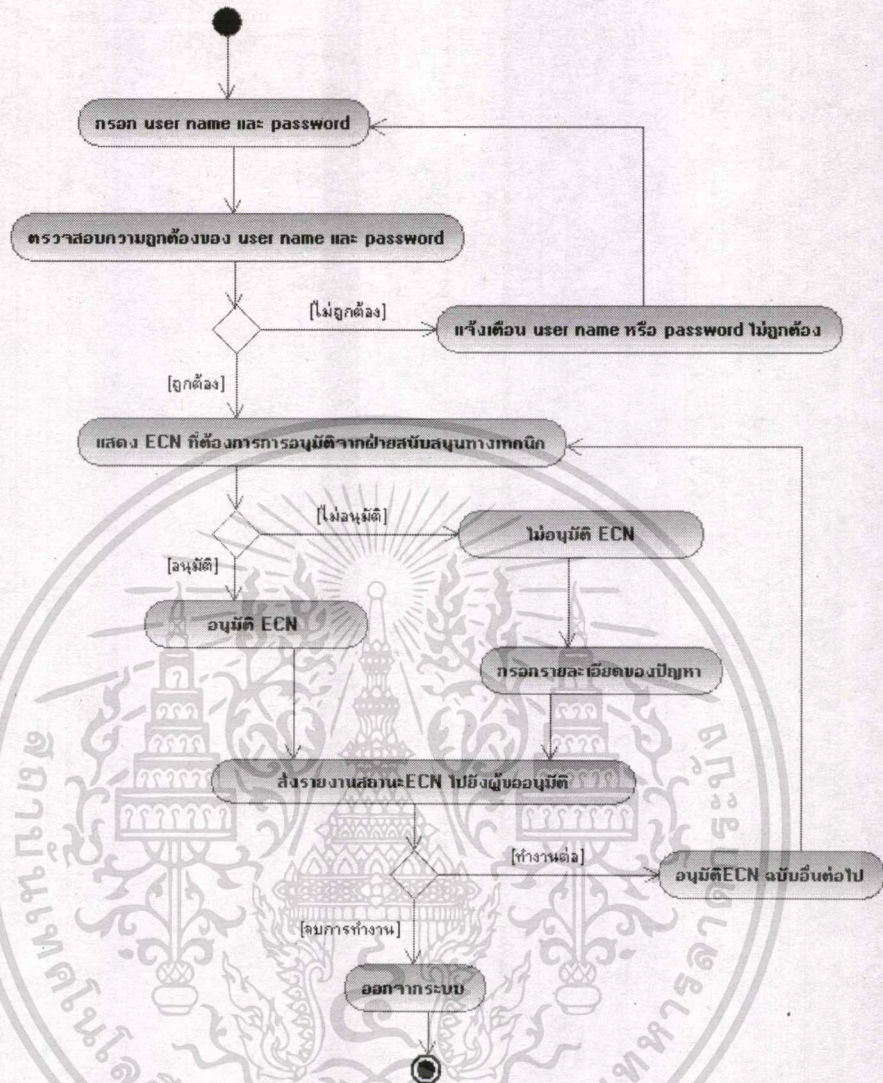 กรอก user name และ password
ตรวจสอบความถูกต้องของ user name และ password
[ไม่ถูกต้อง]
แจ้งเตือน user name หรือ password ไม่ถูกต้อง
[ถูกต้อง]
แสดง ECN ที่ต้องการการอนุมัติจากฝ่ายสนับสนุนทางเทคนิก
[ไม่อนุมัติ]
ไม่อนุมัติ ECN
[อนุมัติ]
อนุมัติ ECN
กรอกรายละเอียดของปัญหา
ส่งรายงานสถานะECN ไปยังผู้ขออนุมัติ
[ทำงานต่อ]
อนุมัติECN ฉบับอื่นต่อไป
[จบการทำงาน]
ออกจากระบบ